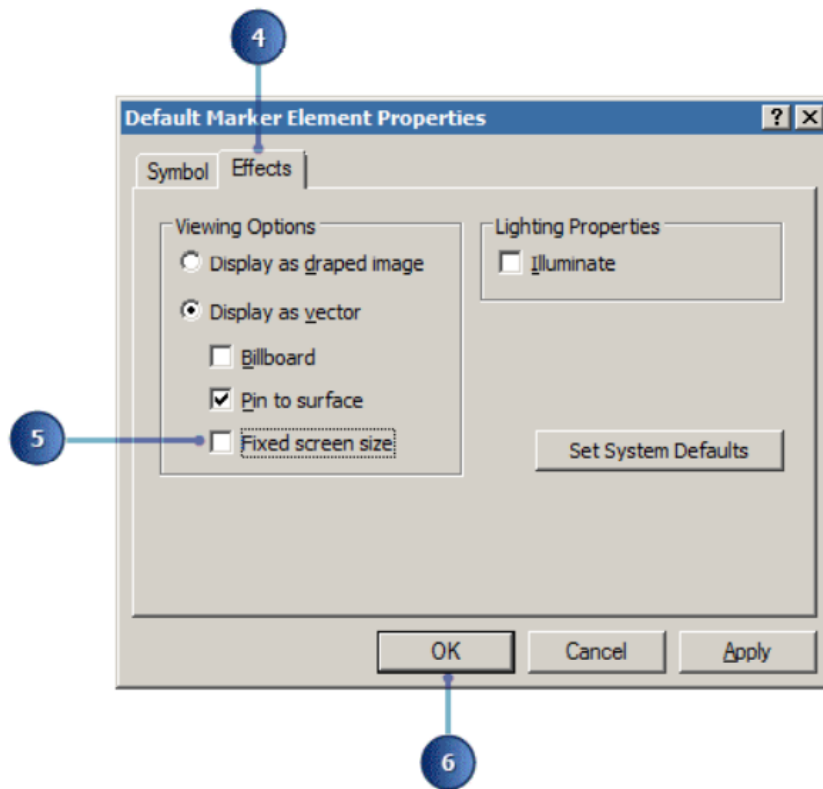 4
Default Marker Element Properties
Symbol Effects
Viewing Options
Display as draped image
Display as vector
Billboard
Pin to surface
Fixed screen size
Lighting Properties
Illuminate
5
Set System Defaults
OK Cancel Apply
6